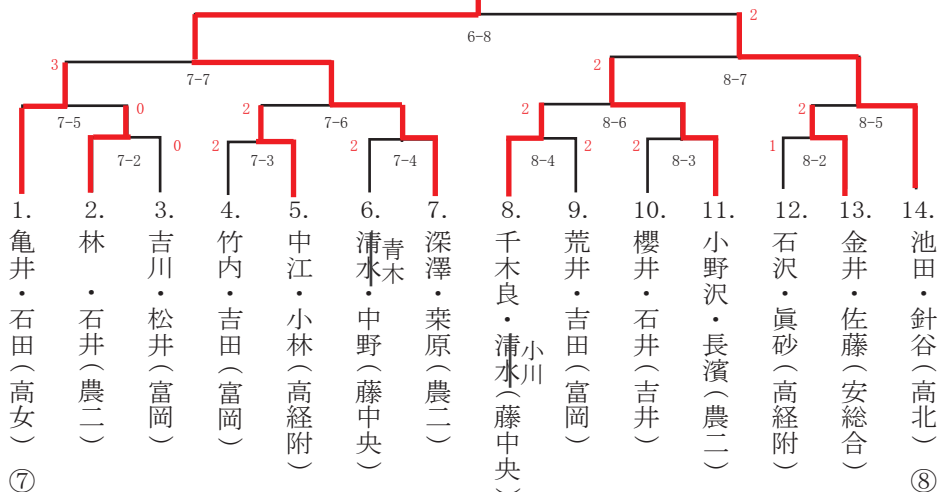 2
6-8
3
7-7
2
8-7
0
7-5
2
7-6
2
8-6
2
8-5
0
7-2
2
7-3
2
7-4
8-4
2
2
8-3
1
8-2
1.
亀井・石田(高女)
2.
林・石井(農二)
3.
吉川・松井(富岡)
4.
竹内・吉田(富岡)
5.
中江・小林(高経附)
6.
清水・中野(藤中央)
青木
7.
深澤・桒原(農二)
8.
千木良・清水(藤中央)
小川
9.
荒井・吉田(富岡)
10.
櫻井・石井(吉井)
11.
小野沢・長濱(農二)
12.
石沢・眞砂(高経附)
13.
金井・佐藤(安総合)
14.
池田・針谷(高北)
⑦
⑧